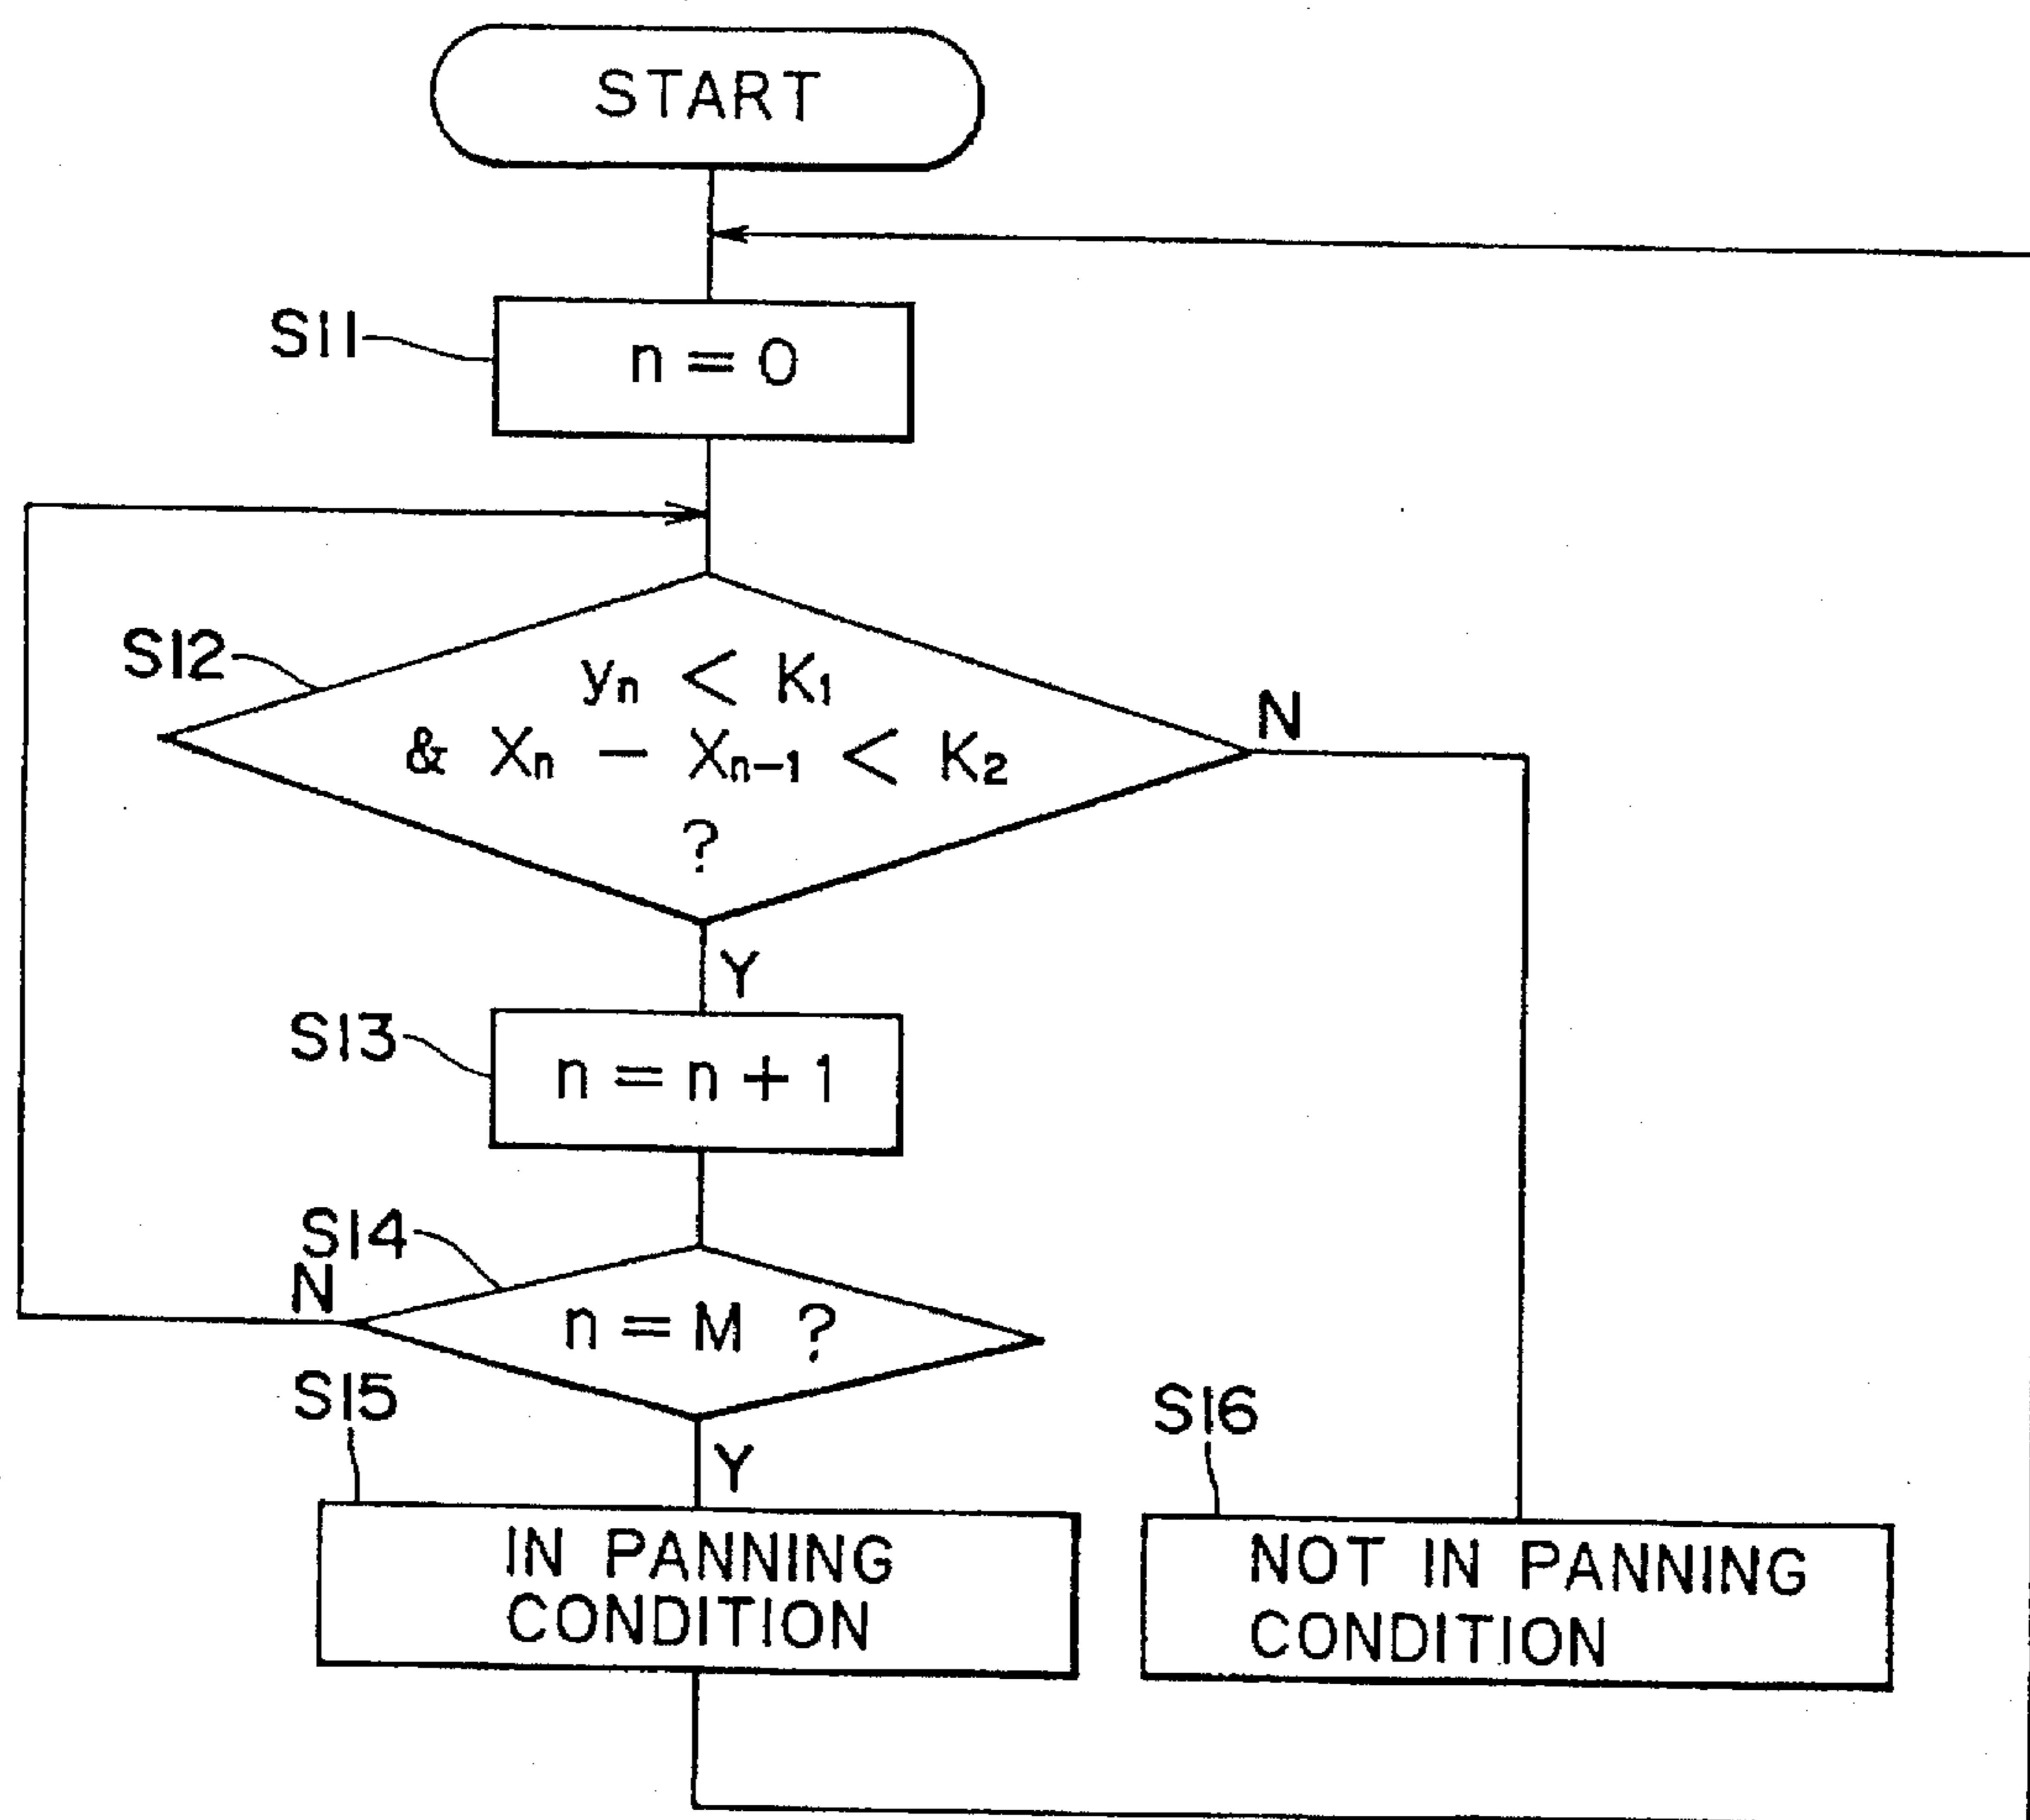 START
S11
n = 0
S12
yn < K1
& Xn - Xn-1 < K2
?
N
Y
S13
n = n + 1
S14
N
n = M ?
S15
Y
S16
IN PANNING
CONDITION
NOT IN PANNING
CONDITION